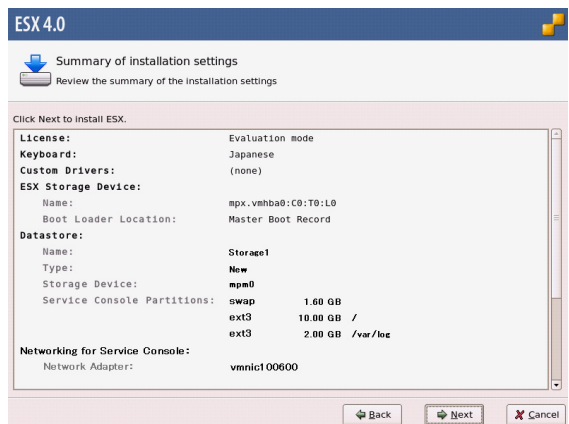 ESX 4.0
Summary of installation settings
Review the summary of the installation settings
Click Next to install ESX.
License: Evaluation mode
Keyboard: Japanese
Custom Drivers: (none)
ESX Storage Device:
Name: mpx.vmhba0:C0:T0:L0
Boot Loader Location: Master Boot Record
Datastore:
Name: Storage1
Type: New
Storage Device: mpm0
Service Console Partitions: swap 1.60 GB
ext3 10.00 GB /
ext3 2.00 GB /var/log
Networking for Service Console:
Network Adapter: vmnic100600
Back Next Cancel